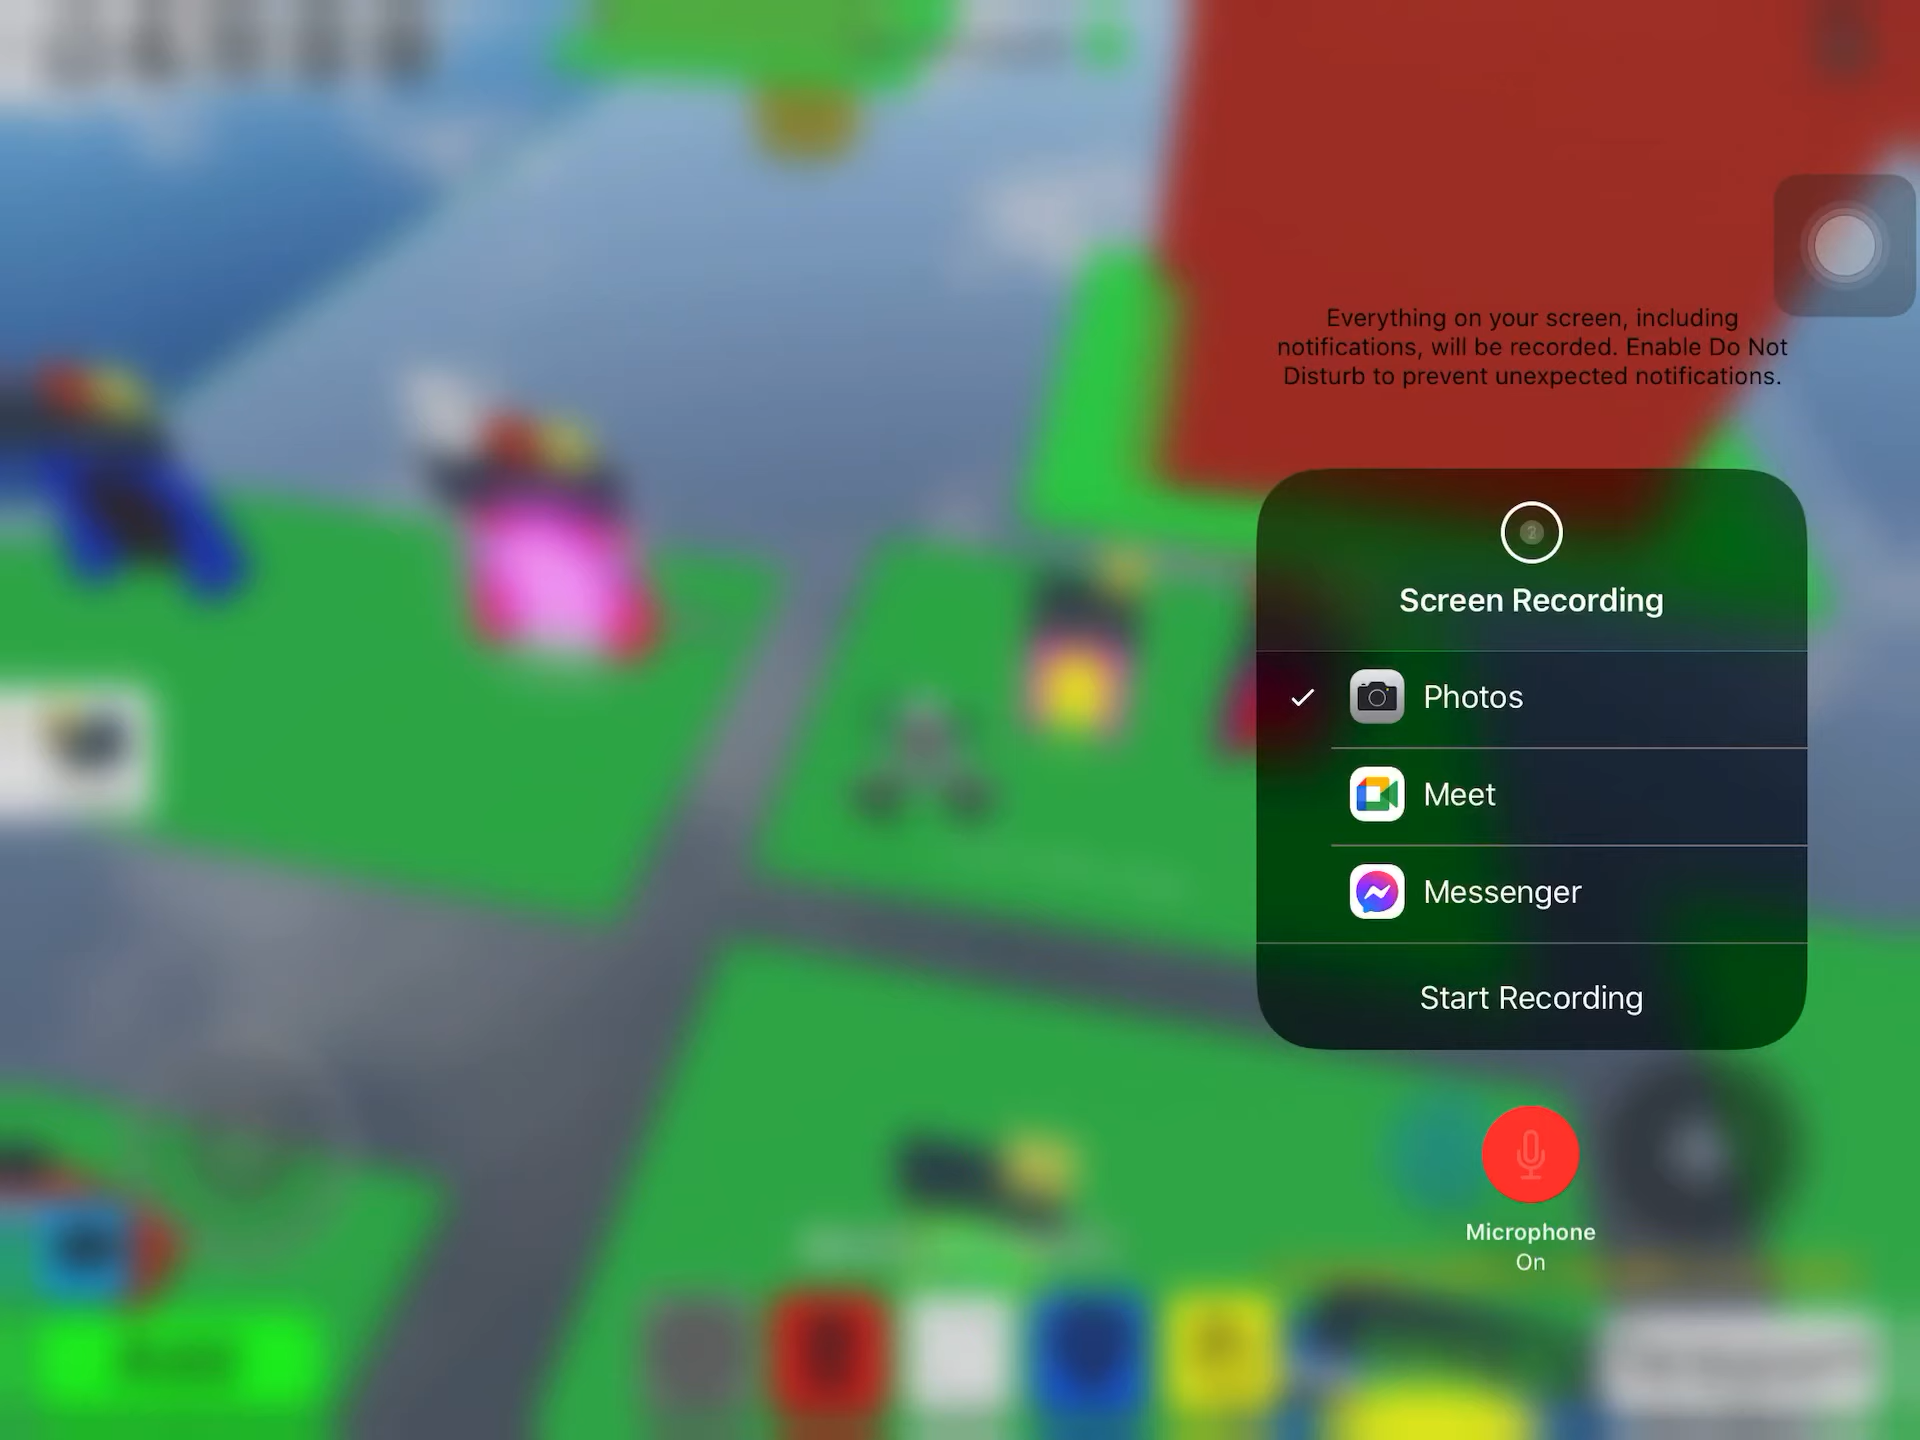 Everything on your screen, including
notifications, will be recorded. Enable Do Not
Disturb to prevent unexpected notifications.
Screen Recording
Photos
Meet
Messenger
Start Recording
Microphone
On